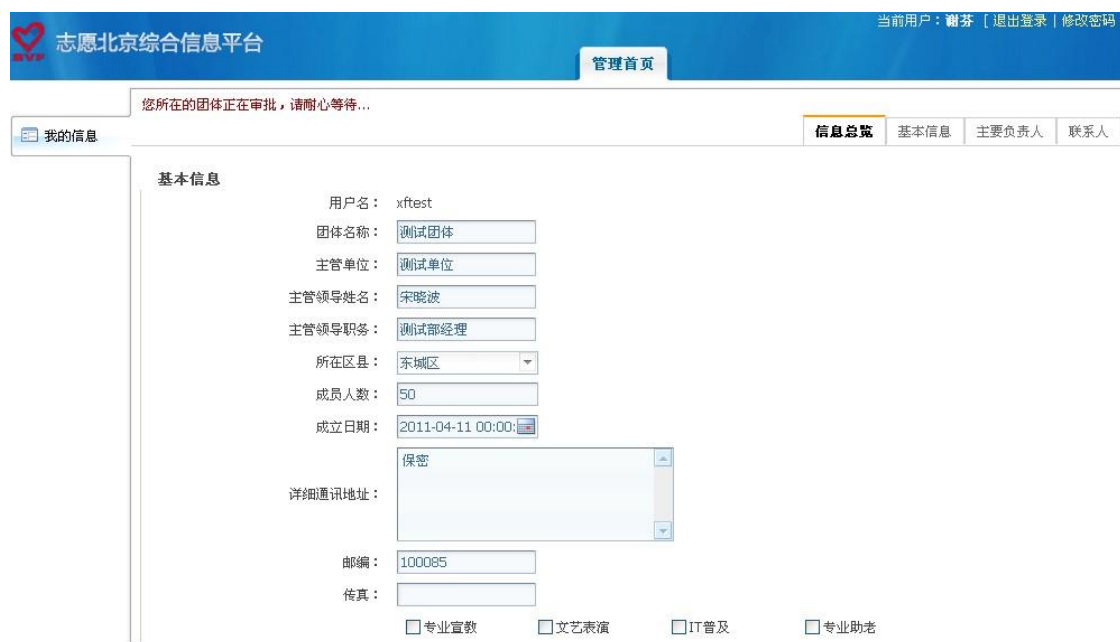 当前用户：谢芬 [ 退出登录 | 修改密码
BVF 志愿北京综合信息平台
管理首页
您所在的团体正在审批，请耐心等待...
我的信息
信息总览 基本信息 主要负责人 联系人
基本信息
用户名： xftest
团体名称： 测试团体
主管单位： 测试单位
主管领导姓名： 宋晓波
主管领导职务： 测试部经理
所在区县： 东城区
成员人数： 50
成立日期： 2011-04-11 00:00:
详细通讯地址： 保密
邮编： 100085
传真：
专业宣教 文艺表演 IT普及 专业助老